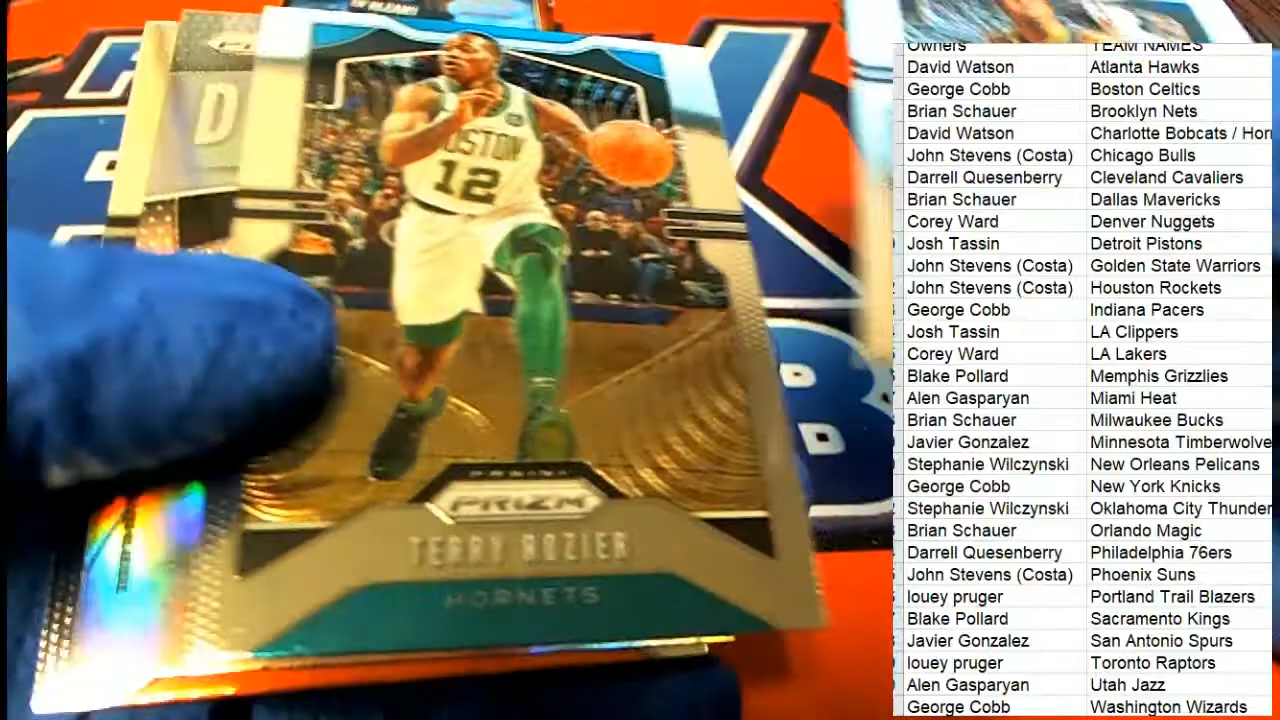 BOSTON
12
D
PANINI
PRIZM
TERRY ROZIER
HORNETS
Owners TEAM NAMES
David Watson Atlanta Hawks
George Cobb Boston Celtics
Brian Schauer Brooklyn Nets
David Watson Charlotte Bobcats / Horn
John Stevens (Costa) Chicago Bulls
Darrell Quesenberry Cleveland Cavaliers
Brian Schauer Dallas Mavericks
Corey Ward Denver Nuggets
Josh Tassin Detroit Pistons
John Stevens (Costa) Golden State Warriors
John Stevens (Costa) Houston Rockets
George Cobb Indiana Pacers
Josh Tassin LA Clippers
Corey Ward LA Lakers
Blake Pollard Memphis Grizzlies
Alen Gasparyan Miami Heat
Brian Schauer Milwaukee Bucks
Javier Gonzalez Minnesota Timberwolve
Stephanie Wilczynski New Orleans Pelicans
George Cobb New York Knicks
Stephanie Wilczynski Oklahoma City Thunder
Brian Schauer Orlando Magic
Darrell Quesenberry Philadelphia 76ers
John Stevens (Costa) Phoenix Suns
louey pruger Portland Trail Blazers
Blake Pollard Sacramento Kings
Javier Gonzalez San Antonio Spurs
louey pruger Toronto Raptors
Alen Gasparyan Utah Jazz
George Cobb Washington Wizards